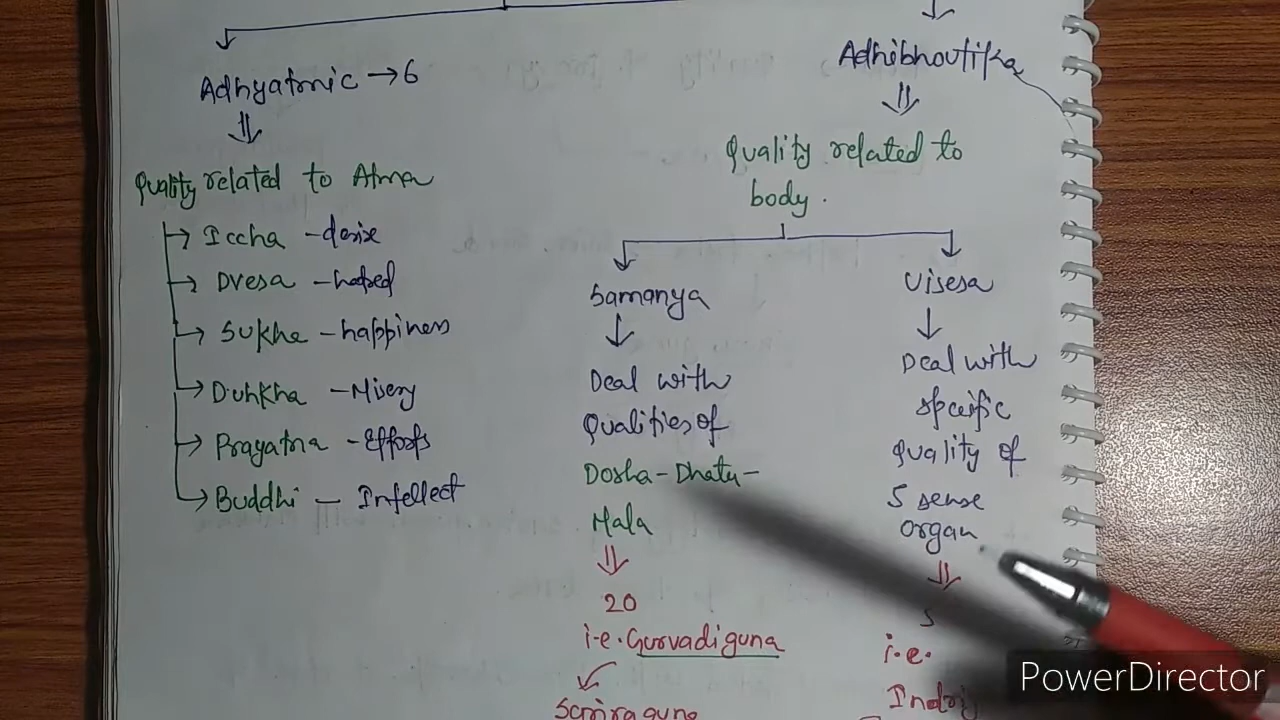 Adhyatmic → 6
Quality related to Atma
Iccha - desire
Dvesa - hatred
Sukha - happiness
Duhkha - Misery
Prayatna - Efforts
Buddhi - Intellect
Adhibhoutika
Quality related to
body.
Samanya
Deal with
Qualities of
Dosha - Dhatu -
Mala
20
i.e. Gurvadiguna
Sariraguna
Visesa
Deal with
specific
quality of
5 sense
organ
5
i.e.
PowerDirector